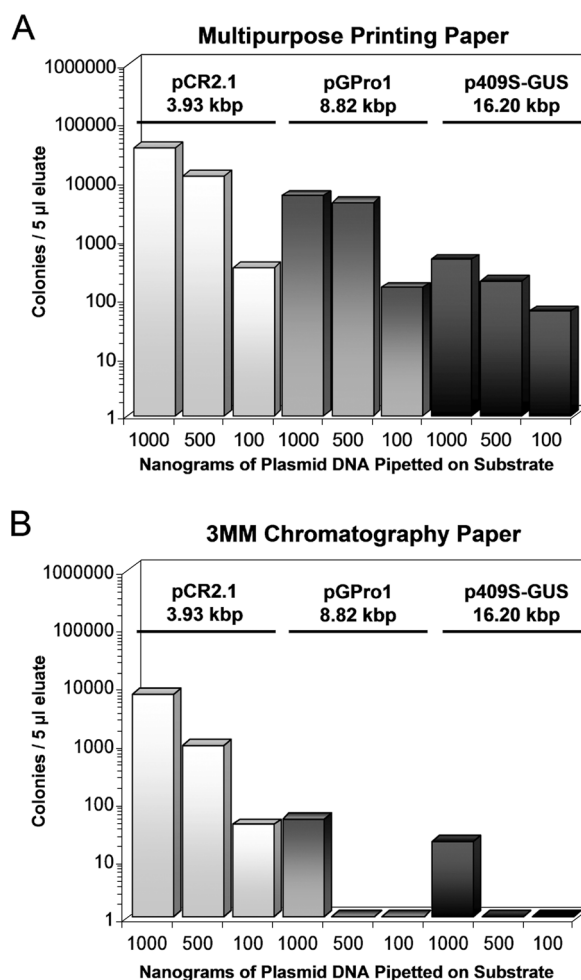 A
Multipurpose Printing Paper
1000000
100000
10000
1000
100
10
1
Colonies / 5 µl eluate
pCR2.1 pGPro1 p409S-GUS
3.93 kbp 8.82 kbp 16.20 kbp
1000 500 100 1000 500 100 1000 500 100
Nanograms of Plasmid DNA Pipetted on Substrate
B
3MM Chromatography Paper
1000000
100000
10000
1000
100
10
1
Colonies / 5 µl eluate
pCR2.1 pGPro1 p409S-GUS
3.93 kbp 8.82 kbp 16.20 kbp
1000 500 100 1000 500 100 1000 500 100
Nanograms of Plasmid DNA Pipetted on Substrate